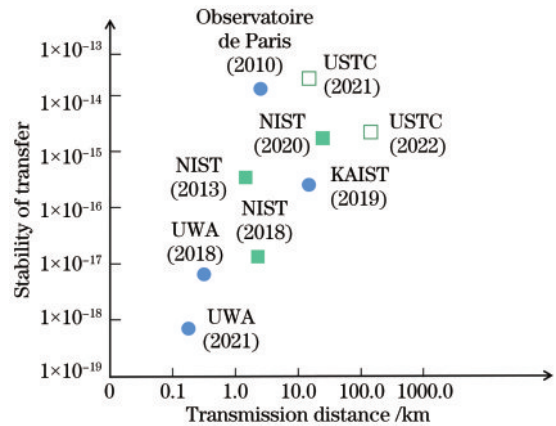 Observatoire
de Paris
(2010)
USTC
(2021)
NIST
(2020)
USTC
(2022)
NIST
(2013)
KAIST
(2019)
NIST
(2018)
UWA
(2018)
UWA
(2021)
Stability of transfer
1×10⁻¹³
1×10⁻¹⁴
1×10⁻¹⁵
1×10⁻¹⁶
1×10⁻¹⁷
1×10⁻¹⁸
1×10⁻¹⁹
0 0.1 1.0 10.0 100.0 1000.0
Transmission distance /km